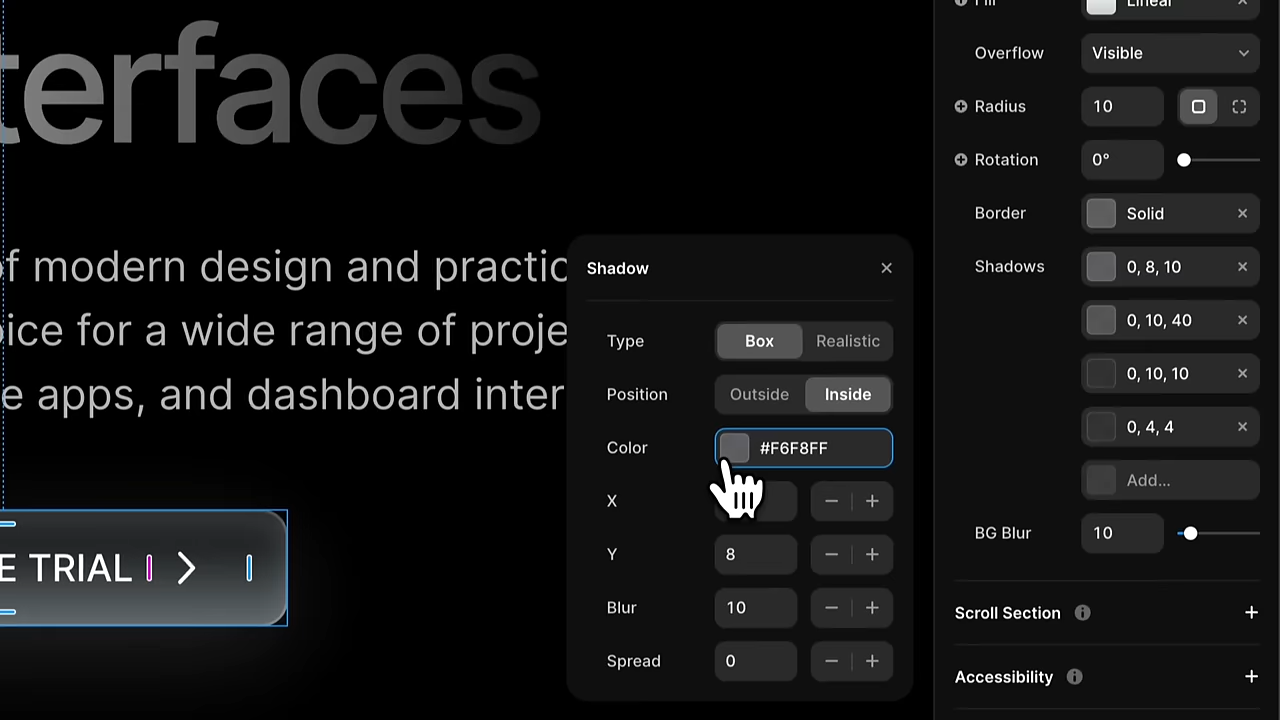 terfaces
of modern design and practic
oice for a wide range of proje
e apps, and dashboard inter
E TRIAL
Shadow
Type Box Realistic
Position Outside Inside
Color #F6F8FF
X
Y 8
Blur 10
Spread 0
Fill Linear
Overflow Visible
Radius 10
Rotation 0°
Border Solid
Shadows 0, 8, 10
0, 10, 40
0, 10, 10
0, 4, 4
Add...
BG Blur 10
Scroll Section
Accessibility